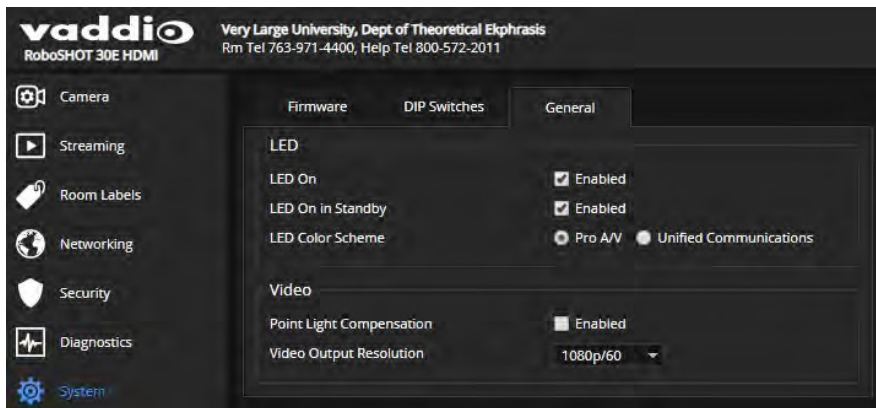 vaddio
RoboSHOT 30E HDMI
Very Large University, Dept of Theoretical Ekphrasis
Rm Tel 763-971-4400, Help Tel 800-572-2011
Camera
Streaming
Room Labels
Networking
Security
Diagnostics
System
Firmware DIP Switches General
LED
LED On Enabled
LED On in Standby Enabled
LED Color Scheme Pro A/V Unified Communications
Video
Point Light Compensation Enabled
Video Output Resolution 1080p/60